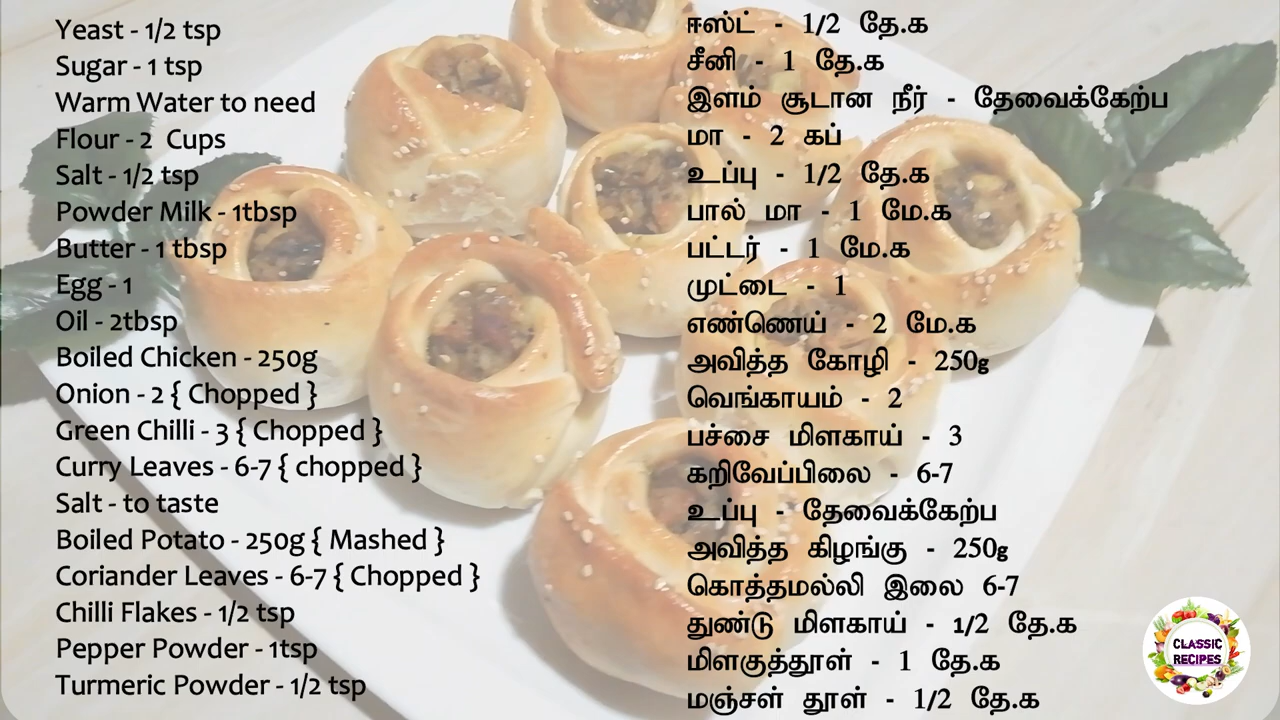 Yeast - 1/2 tsp
Sugar - 1 tsp
Warm Water to need
Flour - 2 Cups
Salt - 1/2 tsp
Powder Milk - 1tbsp
Butter - 1 tbsp
Egg - 1
Oil - 2tbsp
Boiled Chicken - 250g
Onion - 2 { Chopped }
Green Chilli - 3 { Chopped }
Curry Leaves - 6-7 { chopped }
Salt - to taste
Boiled Potato - 250g { Mashed }
Coriander Leaves - 6-7 { Chopped }
Chilli Flakes - 1/2 tsp
Pepper Powder - 1tsp
Turmeric Powder - 1/2 tsp
ஈஸ்ட் - 1/2 தே.க
சீனி - 1 தே.க
இளம் சூடான நீர் - தேவைக்கேற்ப
மா - 2 கப்
உப்பு - 1/2 தே.க
பால் மா - 1 மே.க
பட்டர் - 1 மே.க
முட்டை - 1
எண்ணெய் - 2 மே.க
அவித்த கோழி - 250g
வெங்காயம் - 2
பச்சை மிளகாய் - 3
கறிவேப்பிலை - 6-7
உப்பு - தேவைக்கேற்ப
அவித்த கிழங்கு - 250g
கொத்தமல்லி இலை 6-7
துண்டு மிளகாய் - 1/2 தே.க
மிளகுத்தூள் - 1 தே.க
மஞ்சள் தூள் - 1/2 தே.க
CLASSIC
RECIPES